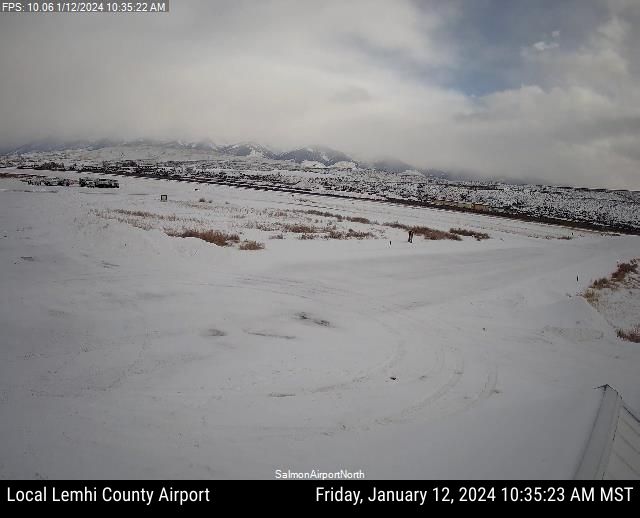 FPS: 10.06 1/12/2024 10:35:22 AM
SalmonAirportNorth
Local Lemhi County Airport Friday, January 12, 2024 10:35:23 AM MST